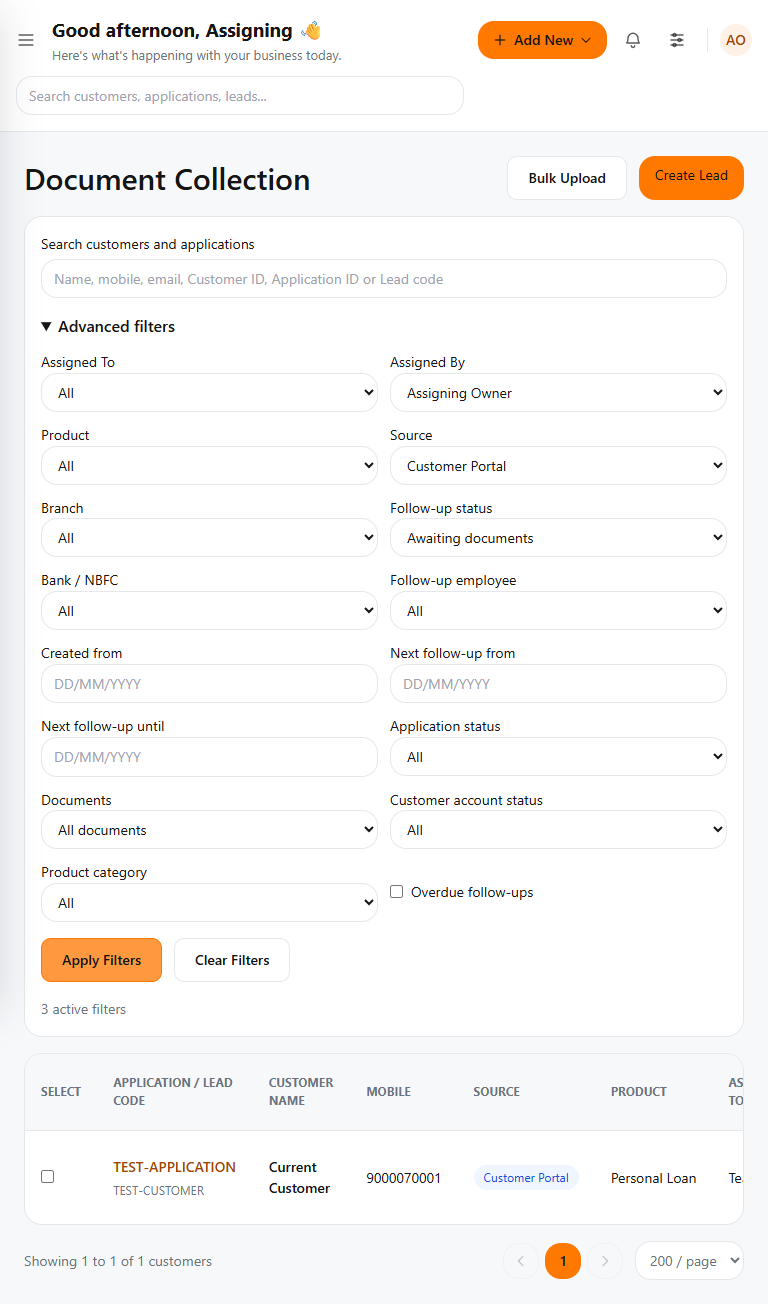 Good afternoon, Assigning 👋
Here's what's happening with your business today.
Add New
AO
Search customers, applications, leads...
Document Collection
Bulk Upload
Create Lead
Search customers and applications
Name, mobile, email, Customer ID, Application ID or Lead code
▼ Advanced filters
Assigned To
Assigned By
All
Assigning Owner
Product
Source
All
Customer Portal
Branch
Follow-up status
All
Awaiting documents
Bank / NBFC
Follow-up employee
All
All
Created from
Next follow-up from
DD/MM/YYYY
DD/MM/YYYY
Next follow-up until
Application status
DD/MM/YYYY
All
Documents
Customer account status
All documents
All
Product category
All
Overdue follow-ups
Apply Filters
Clear Filters
3 active filters
SELECT
APPLICATION / LEAD
CODE
CUSTOMER
NAME
MOBILE
SOURCE
PRODUCT
AS
TO
TEST-APPLICATION
TEST-CUSTOMER
Current
Customer
9000070001
Customer Portal
Personal Loan
Showing 1 to 1 of 1 customers
1
200 / page